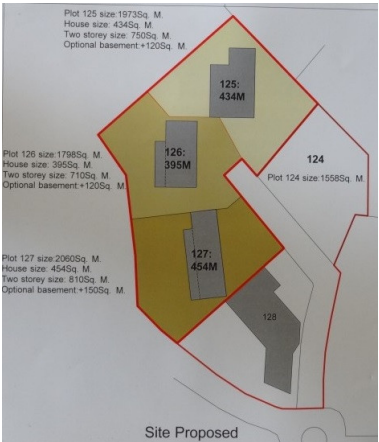 Plot 125 size:1973Sq. M.
House size: 434Sq. M.
Two storey size: 750Sq. M.
Optional basement:+120Sq. M.
125:
434M
Plot 126 size:1798Sq. M.
House size: 395Sq. M.
Two storey size: 710Sq. M.
Optional basement:+120Sq. M.
126:
395M
124
Plot 124 size:1558Sq. M.
Plot 127 size:2060Sq. M.
House size: 454Sq. M.
Two storey size: 810Sq. M.
Optional basement:+150Sq. M.
127:
454M
128
Site Proposed